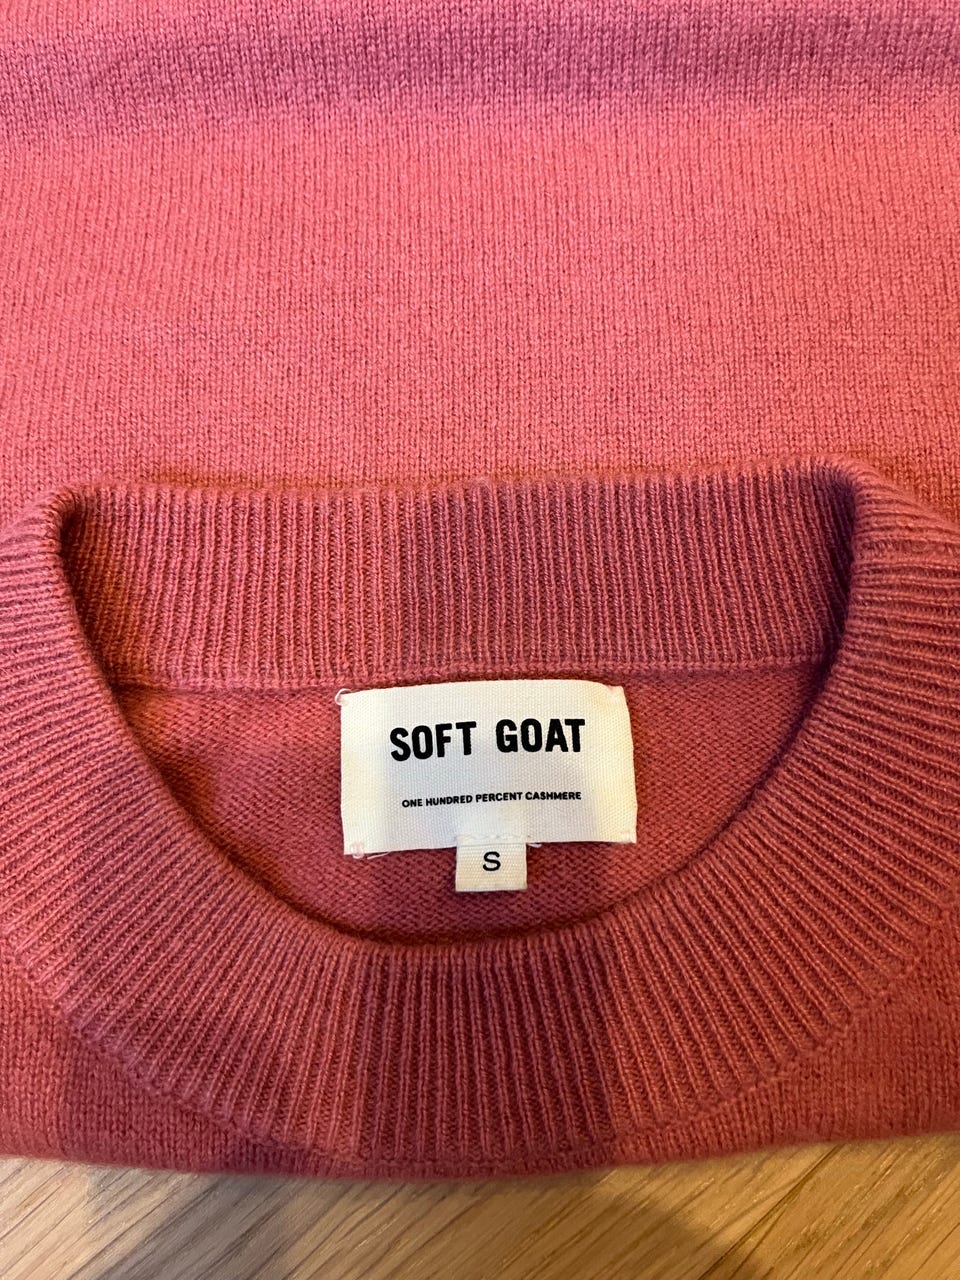 SOFT GOAT
ONE HUNDRED PERCENT CASHMERE
S